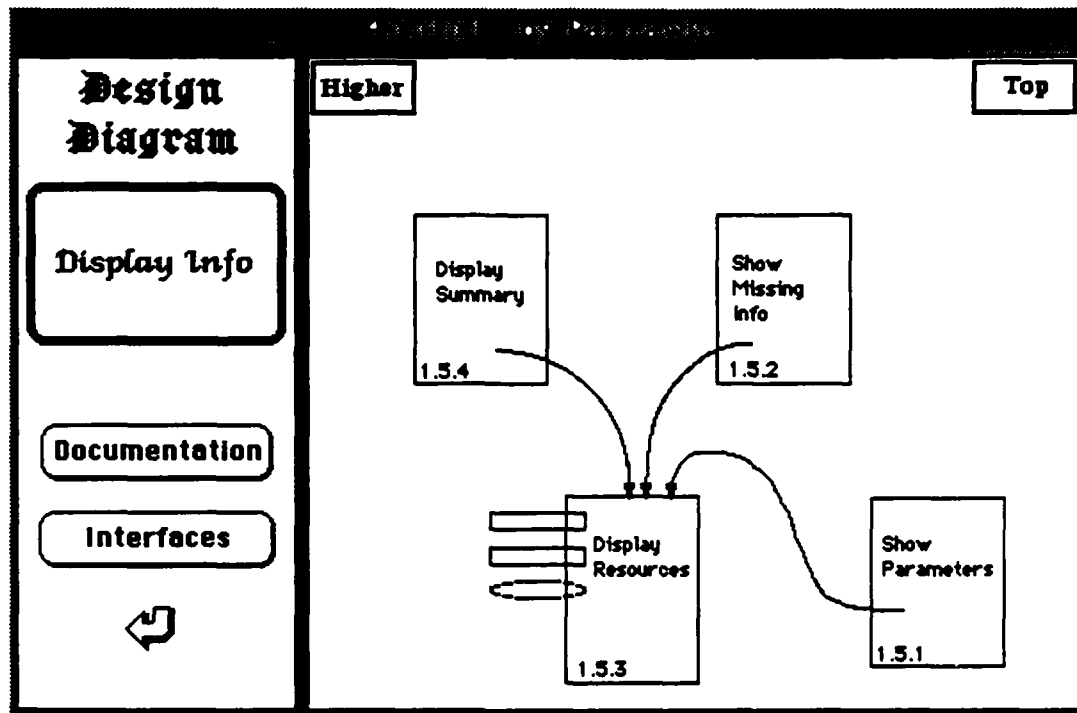 Design
Diagram
Display Info
Documentation
Interfaces
Higher
Top
Display
Summary
1.5.4
Show
Missing
Info
1.5.2
Display
Resources
1.5.3
Show
Parameters
1.5.1